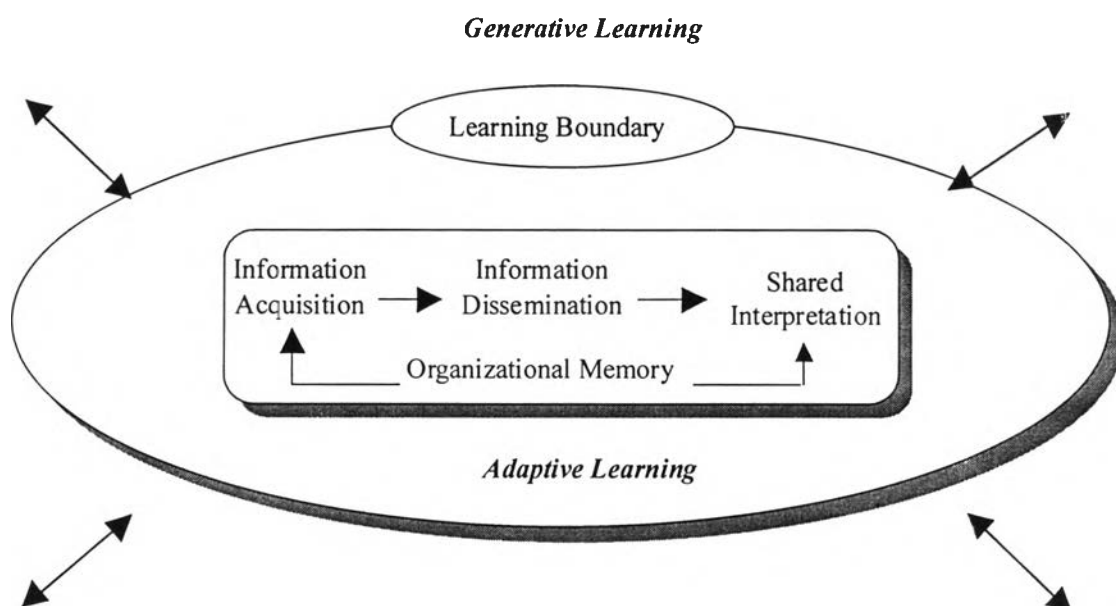 Generative Learning
Learning Boundary
Information
Acquisition
Information
Dissemination
Shared
Interpretation
Organizational Memory
Adaptive Learning